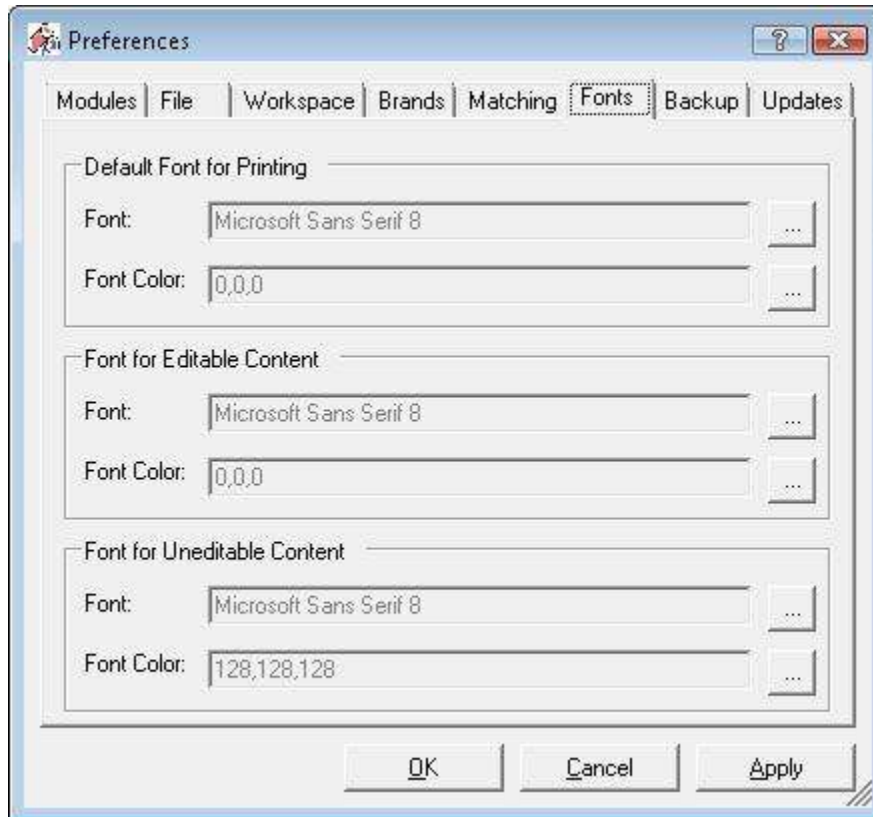 Preferences
Modules File Workspace Brands Matching Fonts Backup Updates
Default Font for Printing
Font: Microsoft Sans Serif 8 ...
Font Color: 0,0,0 ...
Font for Editable Content
Font: Microsoft Sans Serif 8 ...
Font Color: 0,0,0 ...
Font for Uneditable Content
Font: Microsoft Sans Serif 8 ...
Font Color: 128,128,128 ...
OK Cancel Apply